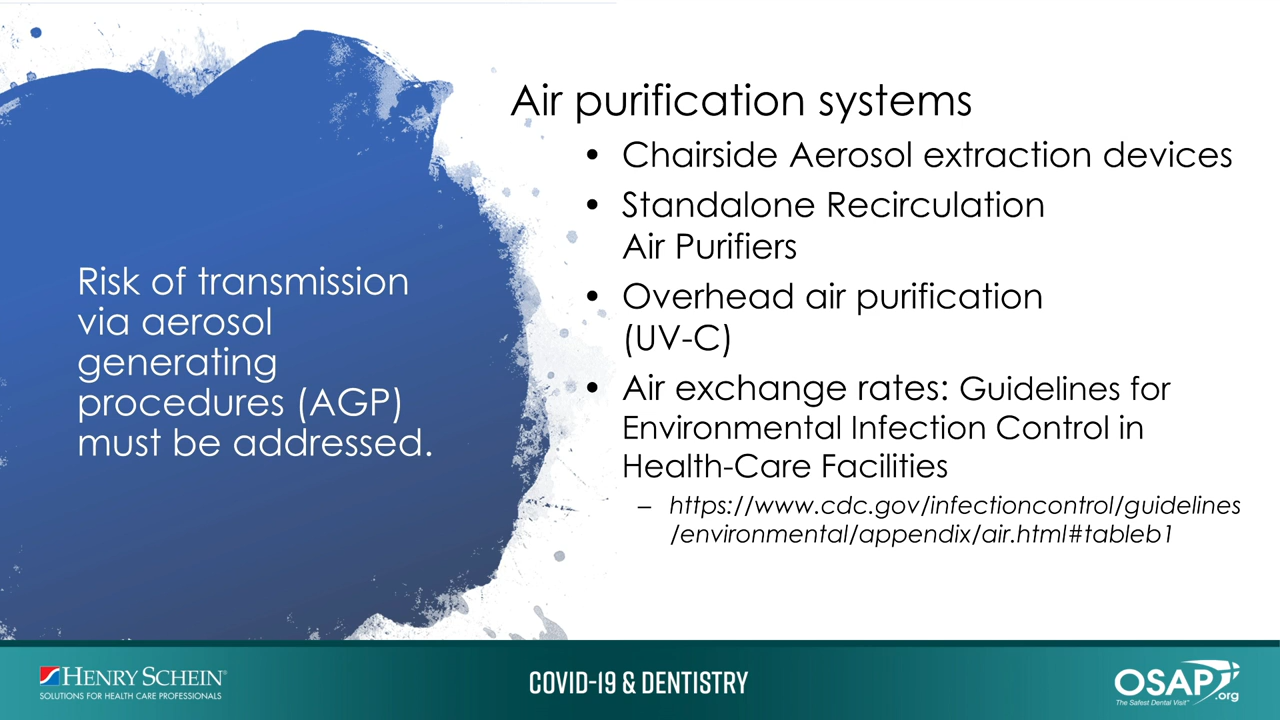 Risk of transmission
via aerosol
generating
procedures (AGP)
must be addressed.
Air purification systems
• Chairside Aerosol extraction devices
• Standalone Recirculation
Air Purifiers
• Overhead air purification
(UV-C)
• Air exchange rates: Guidelines for
Environmental Infection Control in
Health-Care Facilities
– https://www.cdc.gov/infectioncontrol/guidelines
/environmental/appendix/air.html#tableb1
HENRY SCHEIN®
SOLUTIONS FOR HEALTH CARE PROFESSIONALS
COVID-19 & DENTISTRY
OSAP.org
The Safest Dental Visit™